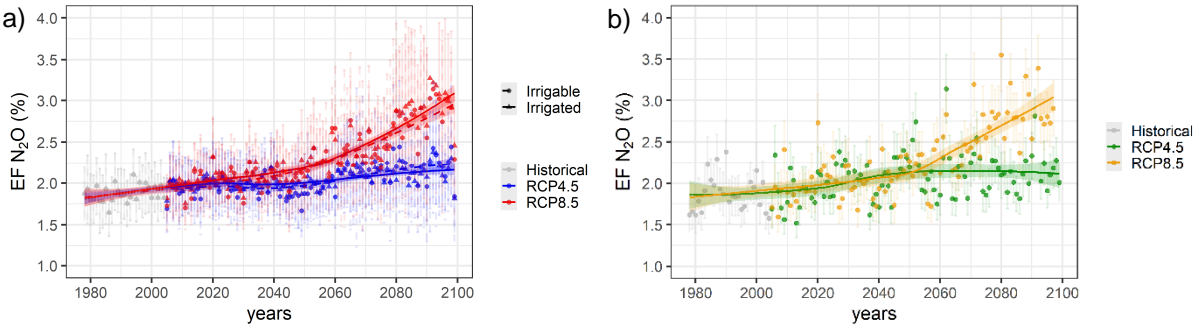 a)
EF N₂O (%)
4.0
3.5
3.0
2.5
2.0
1.5
1.0
1980 2000 2020 2040 2060 2080 2100
years
Irrigable
Irrigated
Historical
RCP4.5
RCP8.5
b)
EF N₂O (%)
4.0
3.5
3.0
2.5
2.0
1.5
1.0
1980 2000 2020 2040 2060 2080 2100
years
Historical
RCP4.5
RCP8.5